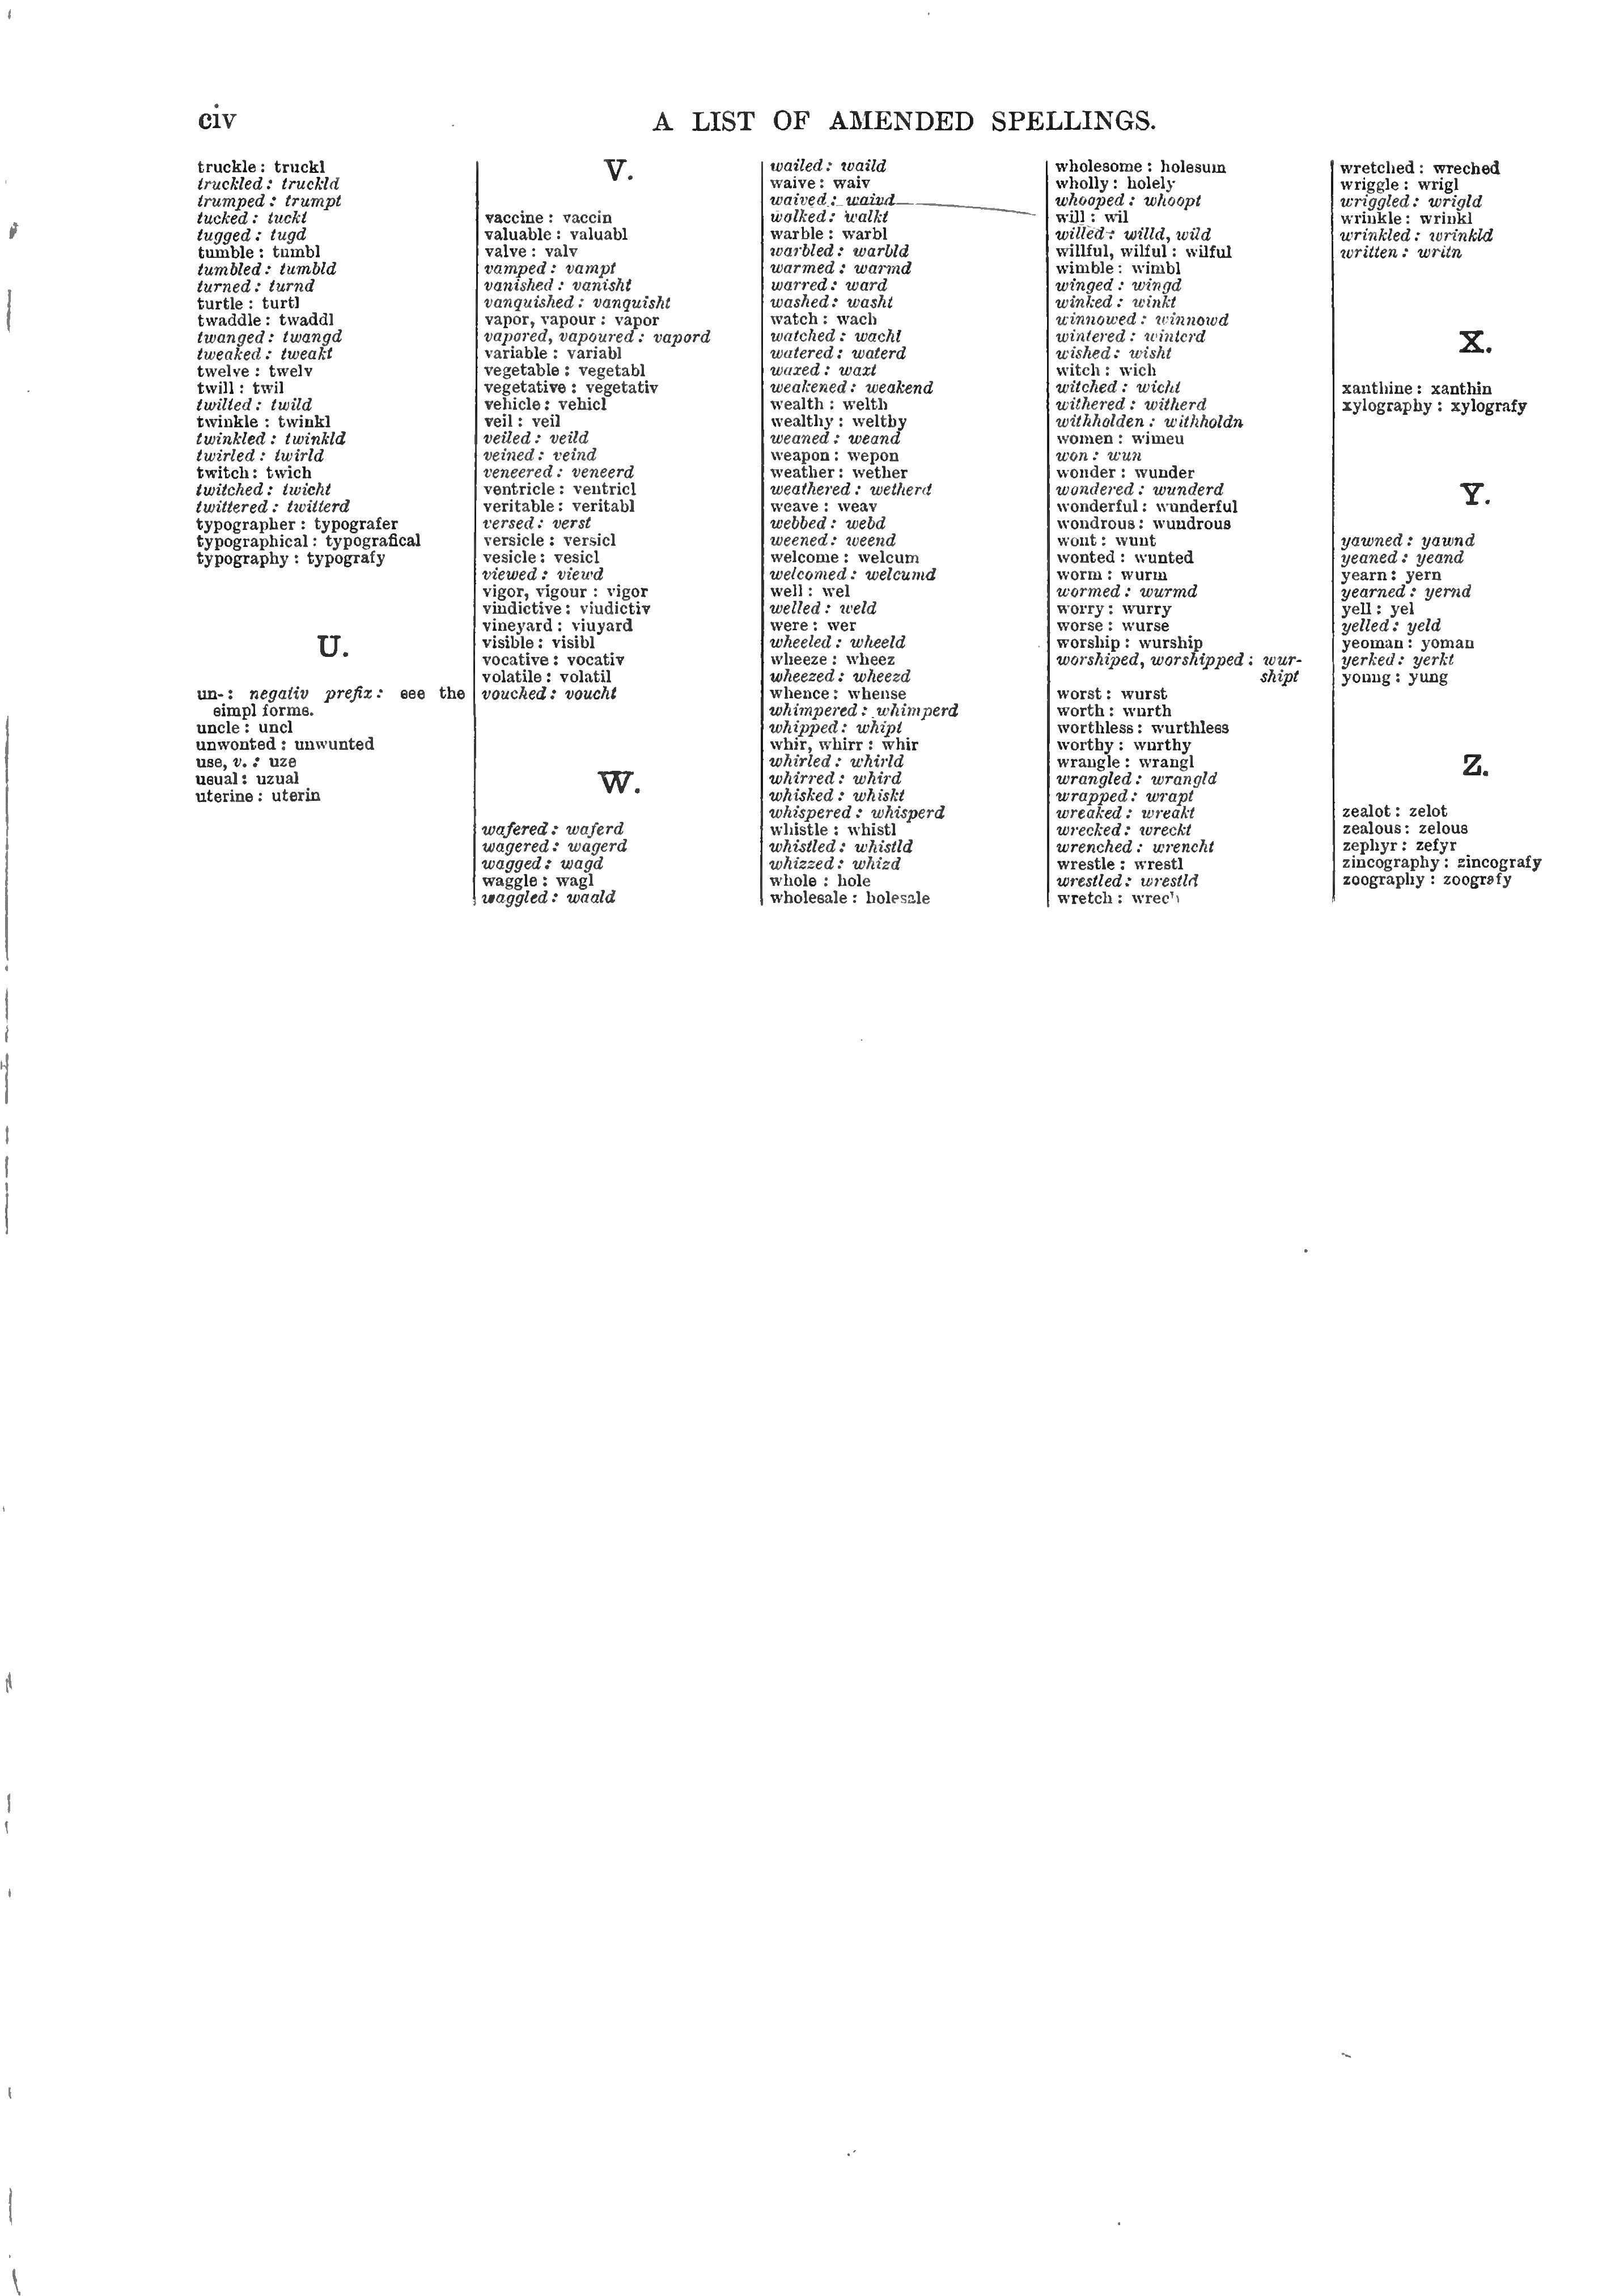 civ
A LIST OF AMENDED SPELLINGS.
truckle : truckl
truckled : truckld
trumped : trumpt
tucked : tuckt
tugged : tugd
tumble : tumbl
tumbled : tumbld
turned : turnd
turtle : turtl
twaddle : twaddl
twanged : twangd
tweaked : tweakt
twelve : twelv
twill : twil
twilled : twild
twinkle : twinkl
twinkled : twinkld
twirled : twirld
twitch : twich
twitched : twicht
twittered : twitterd
typographer : typografer
typographical : typografical
typography : typografy
U.
un- : negativ prefix : see the
simpl forms.
uncle : uncl
unwonted : unwunted
use, v. : uze
usual : uzual
uterine : uterin
V.
vaccine : vaccin
valuable : valuabl
valve : valv
vamped : vampt
vanished : vanisht
vanquished : vanquisht
vapor, vapour : vapor
vapored, vapoured : vapord
variable : variabl
vegetable : vegetabl
vegetative : vegetativ
vehicle : vehicl
veil : veil
veiled : veild
veined : veind
veneered : veneerd
ventricle : ventricl
veritable : veritabl
versed : verst
versicle : versicl
vesicle : vesicl
viewed : viewd
vigor, vigour : vigor
vindictive : vindictiv
vineyard : vinyard
visible : visibl
vocative : vocativ
volatile : volatil
vouched : voucht
W.
wafered : waferd
wagered : wagerd
wagged : wagd
waggle : wagl
waggled : waald
wailed : waild
waive : waiv
waived : waivd
walked : walkt
warble : warbl
warbled : warbld
warmed : warmd
warred : ward
washed : washt
watch : wach
watched : wacht
watered : waterd
waxed : waxt
weakened : weakend
wealth : welth
wealthy : welthy
weaned : weand
weapon : wepon
weather : wether
weathered : wetherd
weave : weav
webbed : webd
weened : weend
welcome : welcum
welcomed : welcumd
well : wel
welled : weld
were : wer
wheeled : wheeld
wheeze : wheez
wheezed : wheezd
whence : whense
whimpered : whimperd
whipped : whipt
whir, whirr : whir
whirled : whirld
whirred : whird
whisked : whiskt
whispered : whisperd
whistle : whistl
whistled : whistld
whizzed : whizd
whole : hole
wholesale : holesale
wholesome : holesum
wholly : holely
whooped : whoopt
will : wil
willed : willd, wild
willful, wilful : wilful
wimble : wimbl
winged : wingd
winked : winkt
winnowed : winnowd
wintered : winterd
wished : wisht
witch : wich
witched : wicht
withered : witherd
withholden : withholdn
women : wimen
won : wun
wonder : wunder
wondered : wunderd
wonderful : wunderful
wondrous : wundrous
wont : wunt
wonted : wunted
worm : wurm
wormed : wurmd
worry : wurry
worse : wurse
worship : wurship
worshiped, worshipped : wur-
shipt
worst : wurst
worth : wurth
worthless : wurthless
worthy : wurthy
wrangle : wrangl
wrangled : wrangld
wrapped : wrapt
wreaked : wreakt
wrecked : wreckt
wrenched : wrencht
wrestle : wrestl
wrestled : wrestld
wretch : wrech
wretched : wreched
wriggle : wrigl
wriggled : wrigld
wrinkle : wrinkl
wrinkled : wrinkld
written : writn
X.
xanthine : xanthin
xylography : xylografy
Y.
yawned : yawnd
yeaned : yeand
yearn : yern
yearned : yernd
yell : yel
yelled : yeld
yeoman : yoman
yerked : yerkt
young : yung
Z.
zealot : zelot
zealous : zelous
zephyr : zefyr
zincography : zincografy
zoography : zoografy